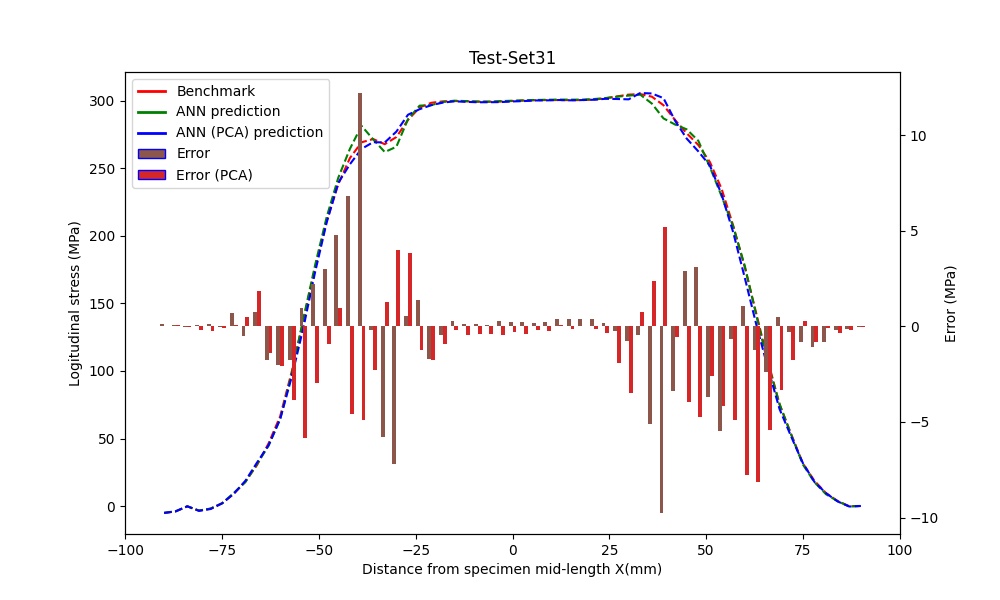 Test-Set31
Benchmark
ANN prediction
ANN (PCA) prediction
Error
Error (PCA)
300
250
200
150
100
50
0
Logitudinal stress (MPa)
10
5
0
−5
−10
Error (MPa)
−100
−75
−50
−25
0
25
50
75
100
Distance from specimen mid-length X(mm)